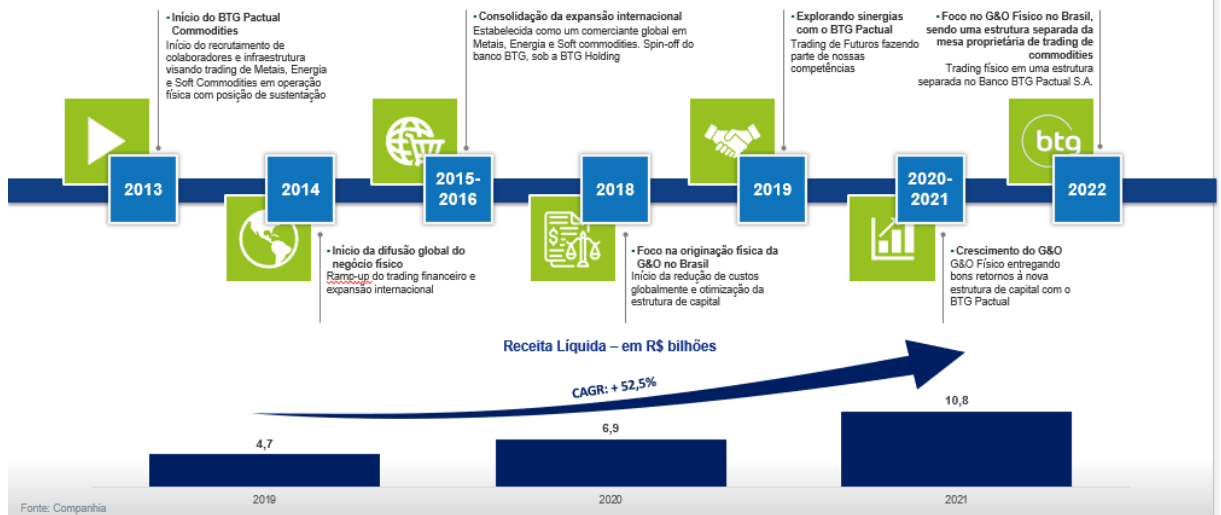 • Início do BTG Pactual
Commodities
Início do recrutamento de
colaboradores e infraestrutura
visando trading de Metais, Energia
e Soft Commodities em operação
física com posição de sustentação
• Consolidação da expansão internacional
Estabelecida como um comerciante global em
Metais, Energia e Soft commodities. Spin-off do
banco BTG, sob a BTG Holding
• Explorando sinergias
com o BTG Pactual
Trading de Futuros fazendo
parte de nossas
competências
• Foco no G&O Físico no Brasil,
sendo uma estrutura separada da
mesa proprietária de trading de
commodities
Trading físico em uma estrutura
separada no Banco BTG Pactual S.A.
btg
2013
2014
2015-
2016
2018
2019
2020-
2021
2022
• Início da difusão global do
negócio físico
Ramp-up do trading financeiro e
expansão internacional
• Foco na originação física da
G&O no Brasil
Início da redução de custos
globalmente e otimização da
estrutura de capital
• Crescimento do G&O
G&O Físico entregando
bons retornos à nova
estrutura de capital com o
BTG Pactual
Receita Líquida – em R$ bilhões
CAGR: + 52,5%
4,7
6,9
10,8
2019
2020
2021
Fonte: Companhia